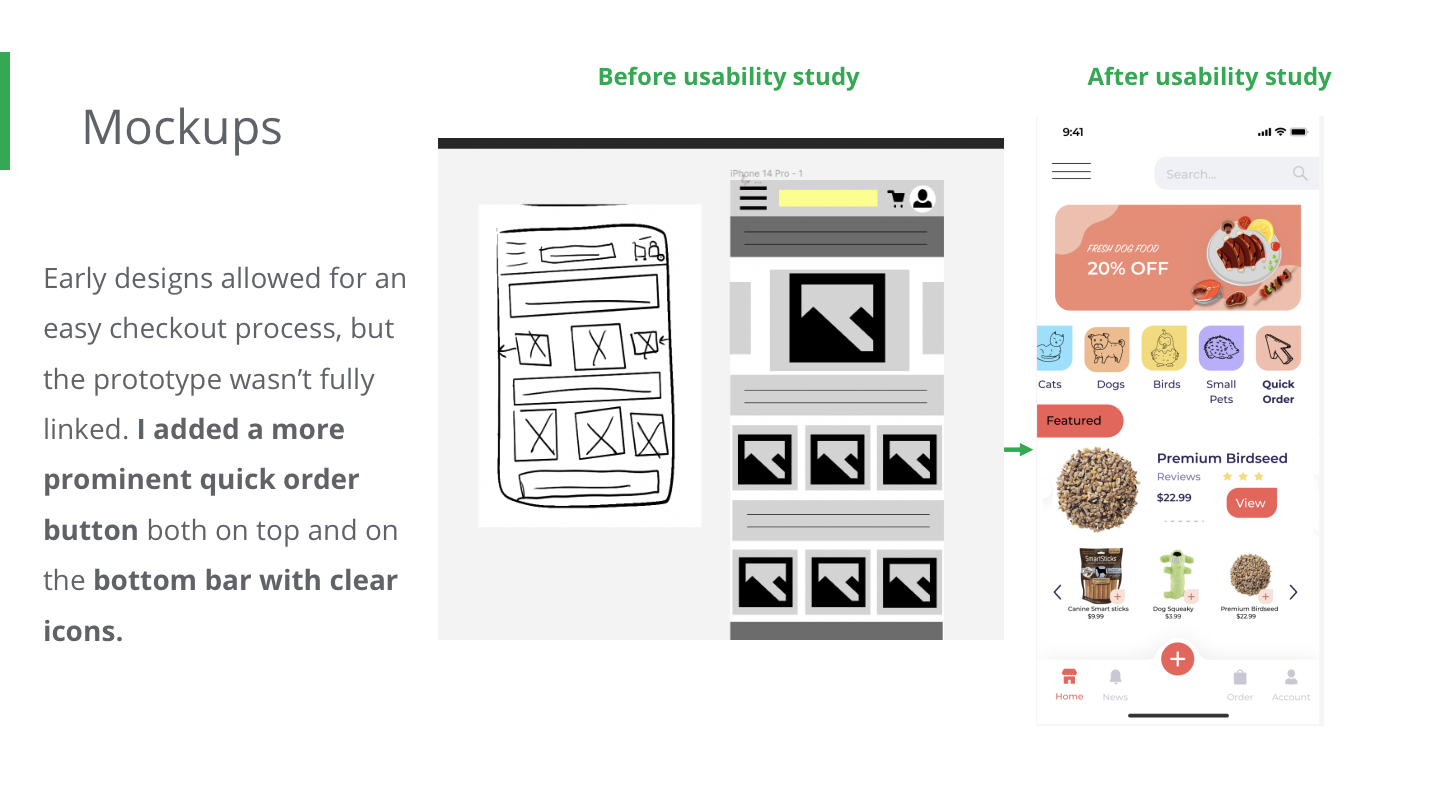 Mockups
Early designs allowed for an
easy checkout process, but
the prototype wasn’t fully
linked. I added a more
prominent quick order
button both on top and on
the bottom bar with clear
icons.
Before usability study
iPhone 14 Pro - 1
After usability study
9:41
Search...
FRESH DOG FOOD
20% OFF
Cats
Dogs
Birds
Small
Pets
Quick
Order
Featured
Premium Birdseed
Reviews
$22.99
View
SmartSticks
Canine Smart sticks
$9.99
Dog Squeaky
$3.99
Premium Birdseed
$22.99
Home
News
Order
Account